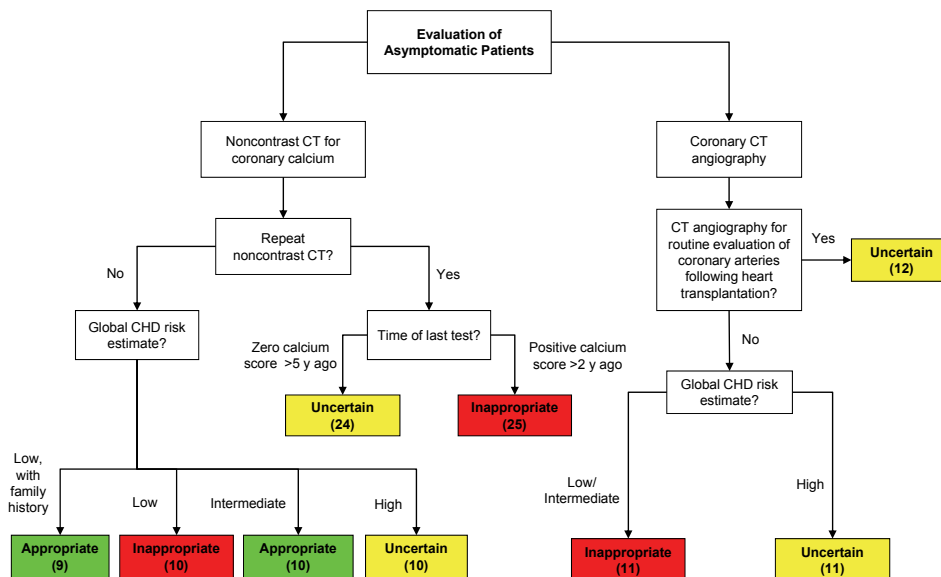 Evaluation of
Asymptomatic Patients
Noncontrast CT for
coronary calcium
Coronary CT
angiography
Repeat
noncontrast CT?
CT angiography for
routine evaluation of
coronary arteries
following heart
transplantation?
Yes
Uncertain
(12)
No
Yes
Global CHD risk
estimate?
Time of last test?
No
Zero calcium
score >5 y ago
Positive calcium
score >2 y ago
Global CHD risk
estimate?
Uncertain
(24)
Inappropriate
(25)
Low,
with
family
history
Low
Intermediate
High
Low/
Intermediate
High
Appropriate
(9)
Inappropriate
(10)
Appropriate
(10)
Uncertain
(10)
Inappropriate
(11)
Uncertain
(11)